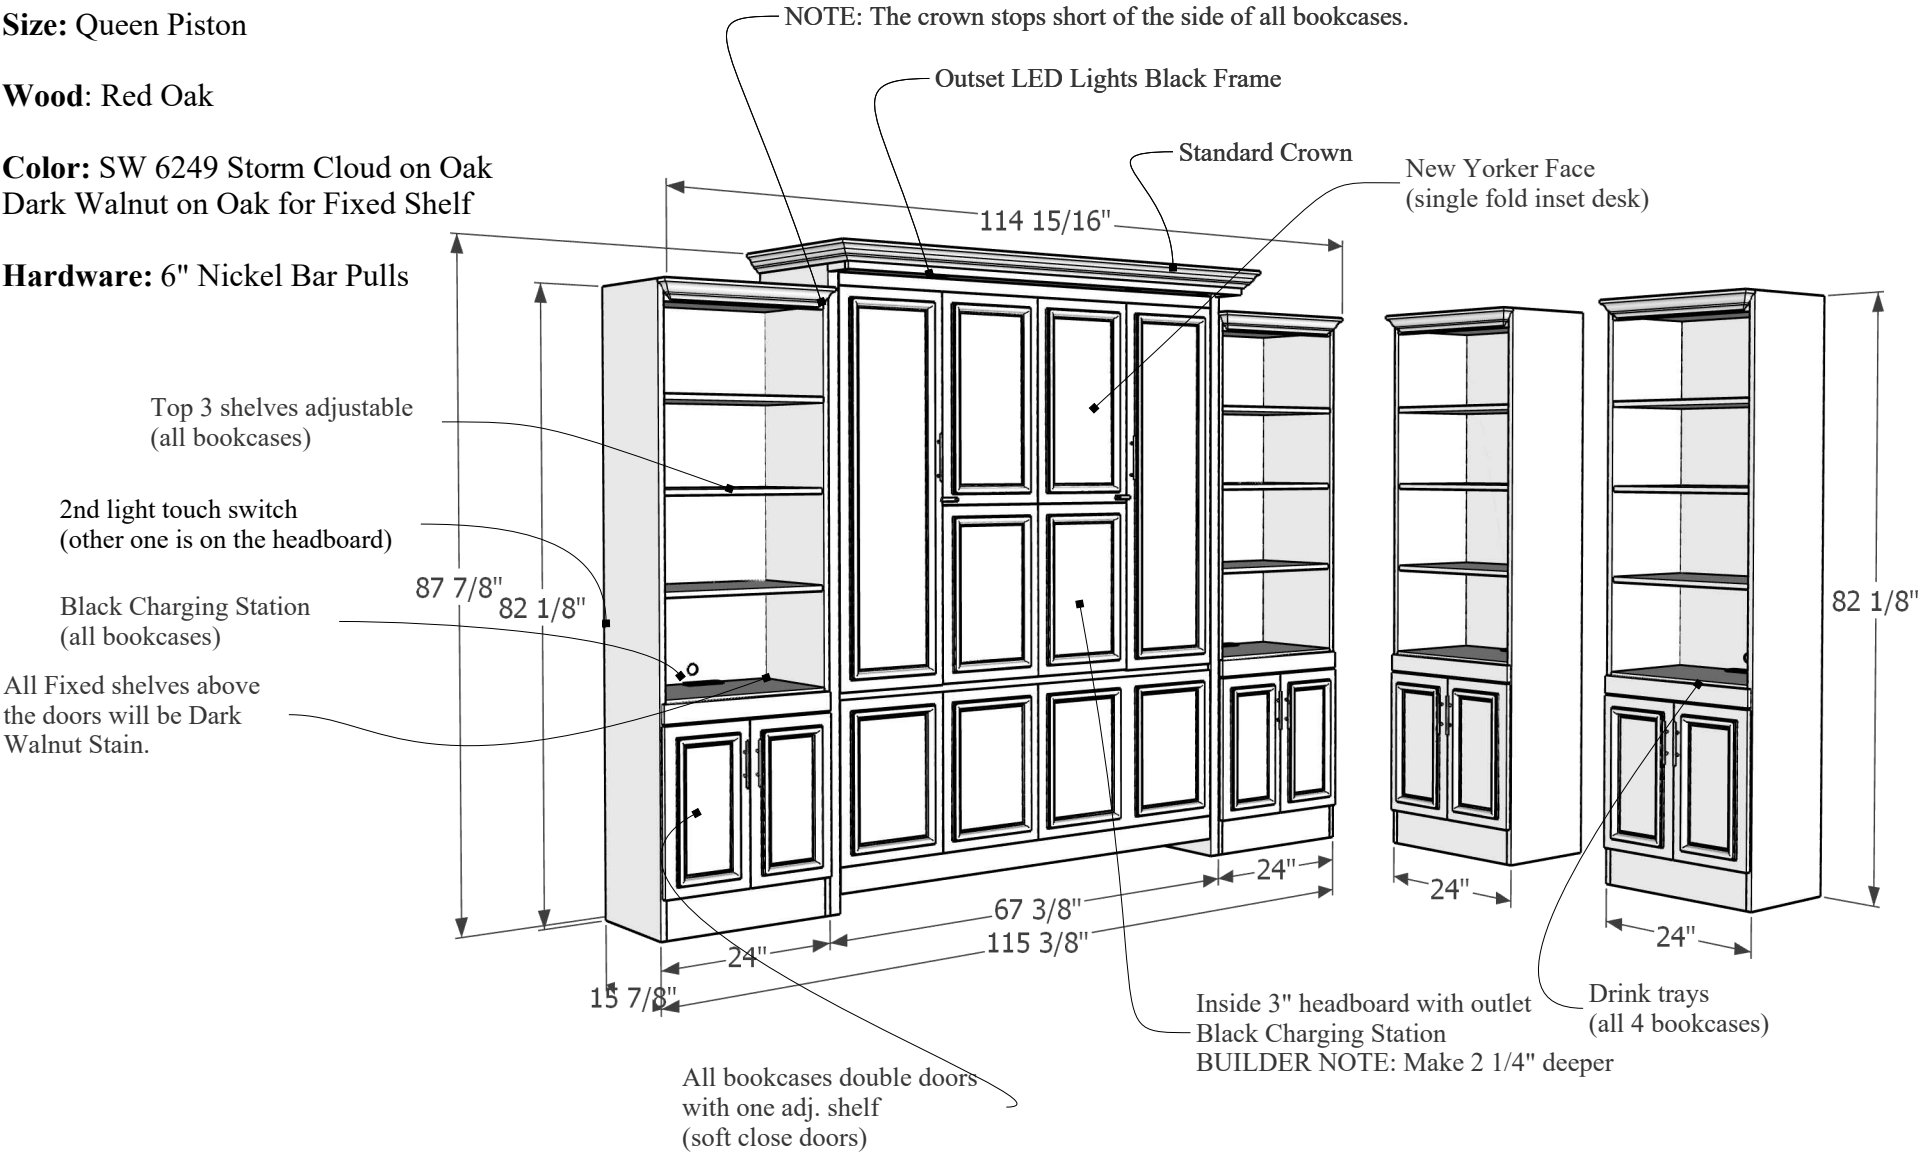 Size: Queen Piston
Wood: Red Oak
Color: SW 6249 Storm Cloud on Oak
Dark Walnut on Oak for Fixed Shelf
Hardware: 6" Nickel Bar Pulls
NOTE: The crown stops short of the side of all bookcases.
Outset LED Lights Black Frame
Standard Crown
New Yorker Face
(single fold inset desk)
114 15/16"
Top 3 shelves adjustable
(all bookcases)
2nd light touch switch
(other one is on the headboard)
Black Charging Station
(all bookcases)
All Fixed shelves above
the doors will be Dark
Walnut Stain.
87 7/8"
82 1/8"
82 1/8"
24"
67 3/8"
24"
115 3/8"
15 7/8"
24"
24"
Inside 3" headboard with outlet
Black Charging Station
BUILDER NOTE: Make 2 1/4" deeper
Drink trays
(all 4 bookcases)
All bookcases double doors
with one adj. shelf
(soft close doors)